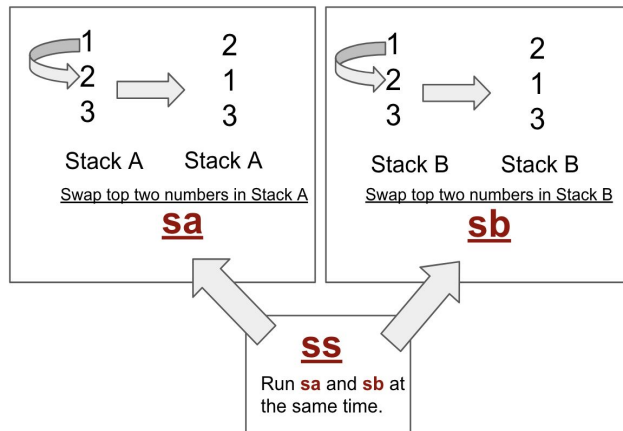 1 2
2 1
3 3
Stack A Stack A
Swap top two numbers in Stack A
sa
1 2
2 1
3 3
Stack B Stack B
Swap top two numbers in Stack B
sb
ss
Run sa and sb at
the same time.